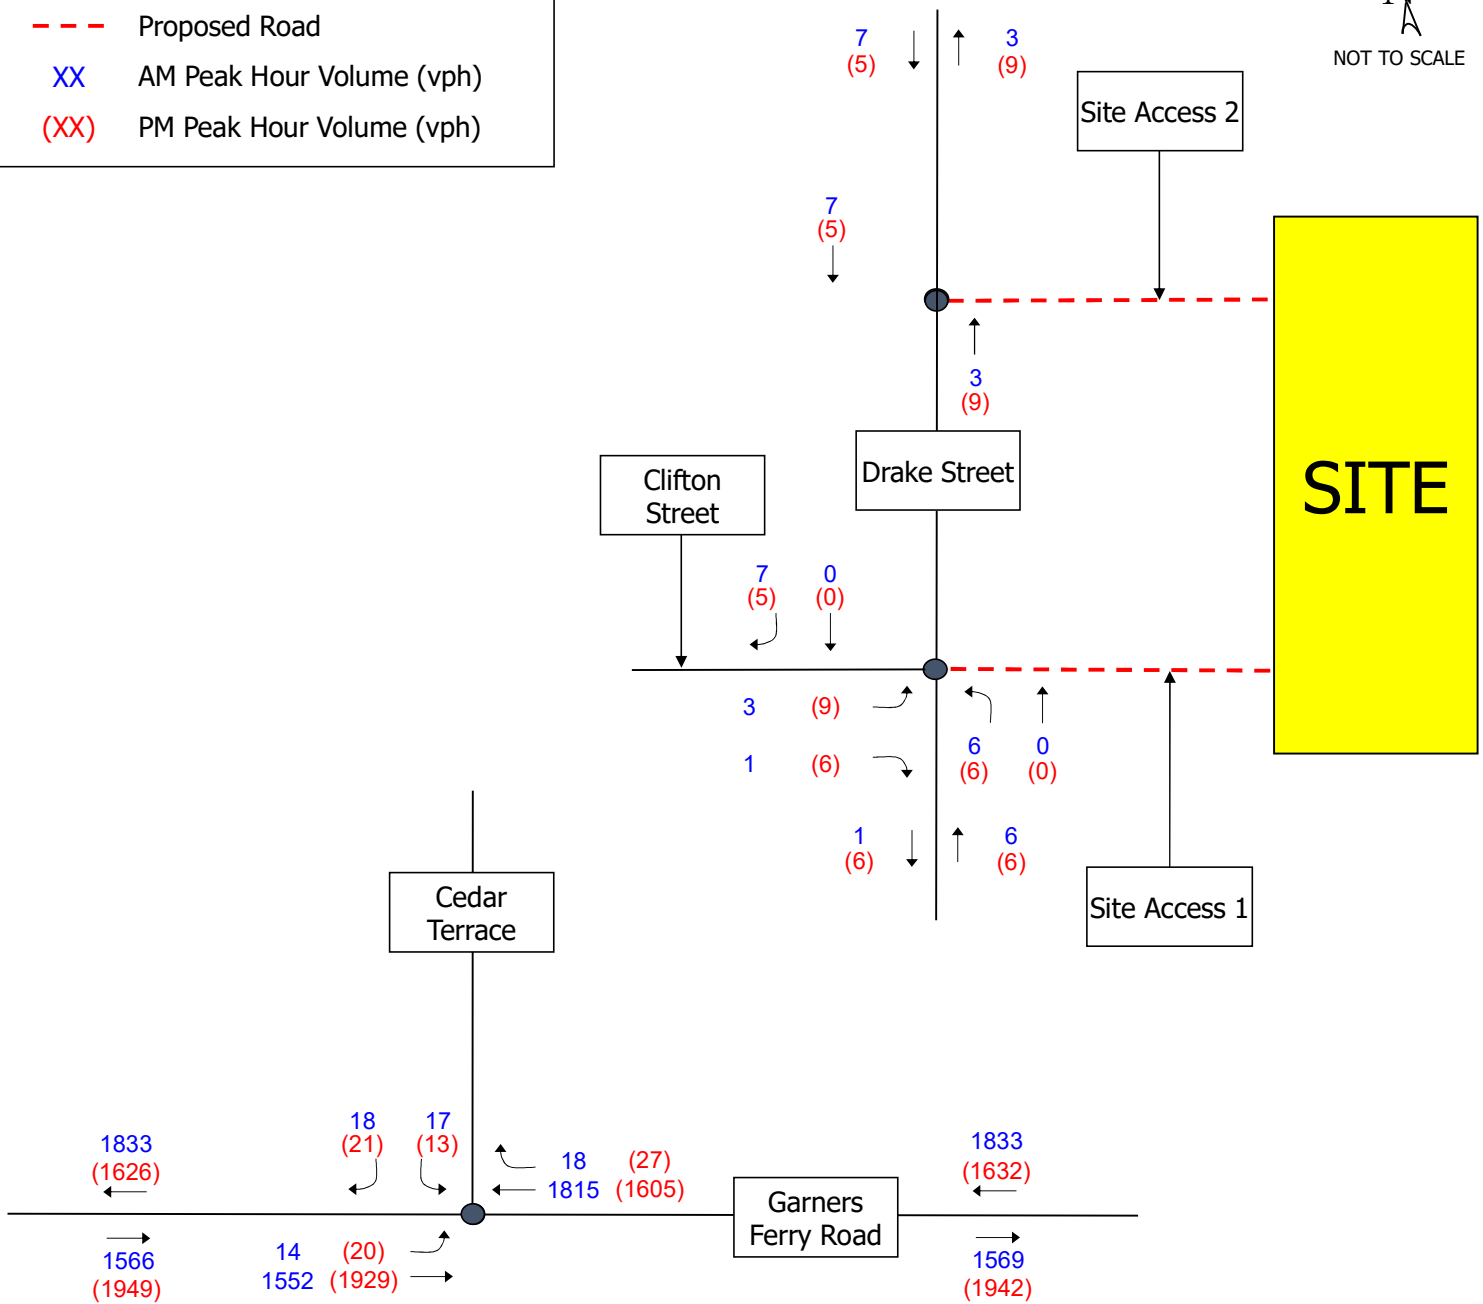 Proposed Road
XX AM Peak Hour Volume (vph)
(XX) PM Peak Hour Volume (vph)
NOT TO SCALE
7
(5)
3
(9)
Site Access 2
7
(5)
3
(9)
Drake Street
SITE
Clifton
Street
7
(5)
0
(0)
3 (9)
1 (6)
6
(6)
0
(0)
1
(6)
6
(6)
Site Access 1
Cedar
Terrace
1833
(1626)
18
(21)
17
(13)
18 (27)
1815 (1605)
Garners
Ferry Road
1833
(1632)
1566
(1949)
14 (20)
1552 (1929)
1569
(1942)